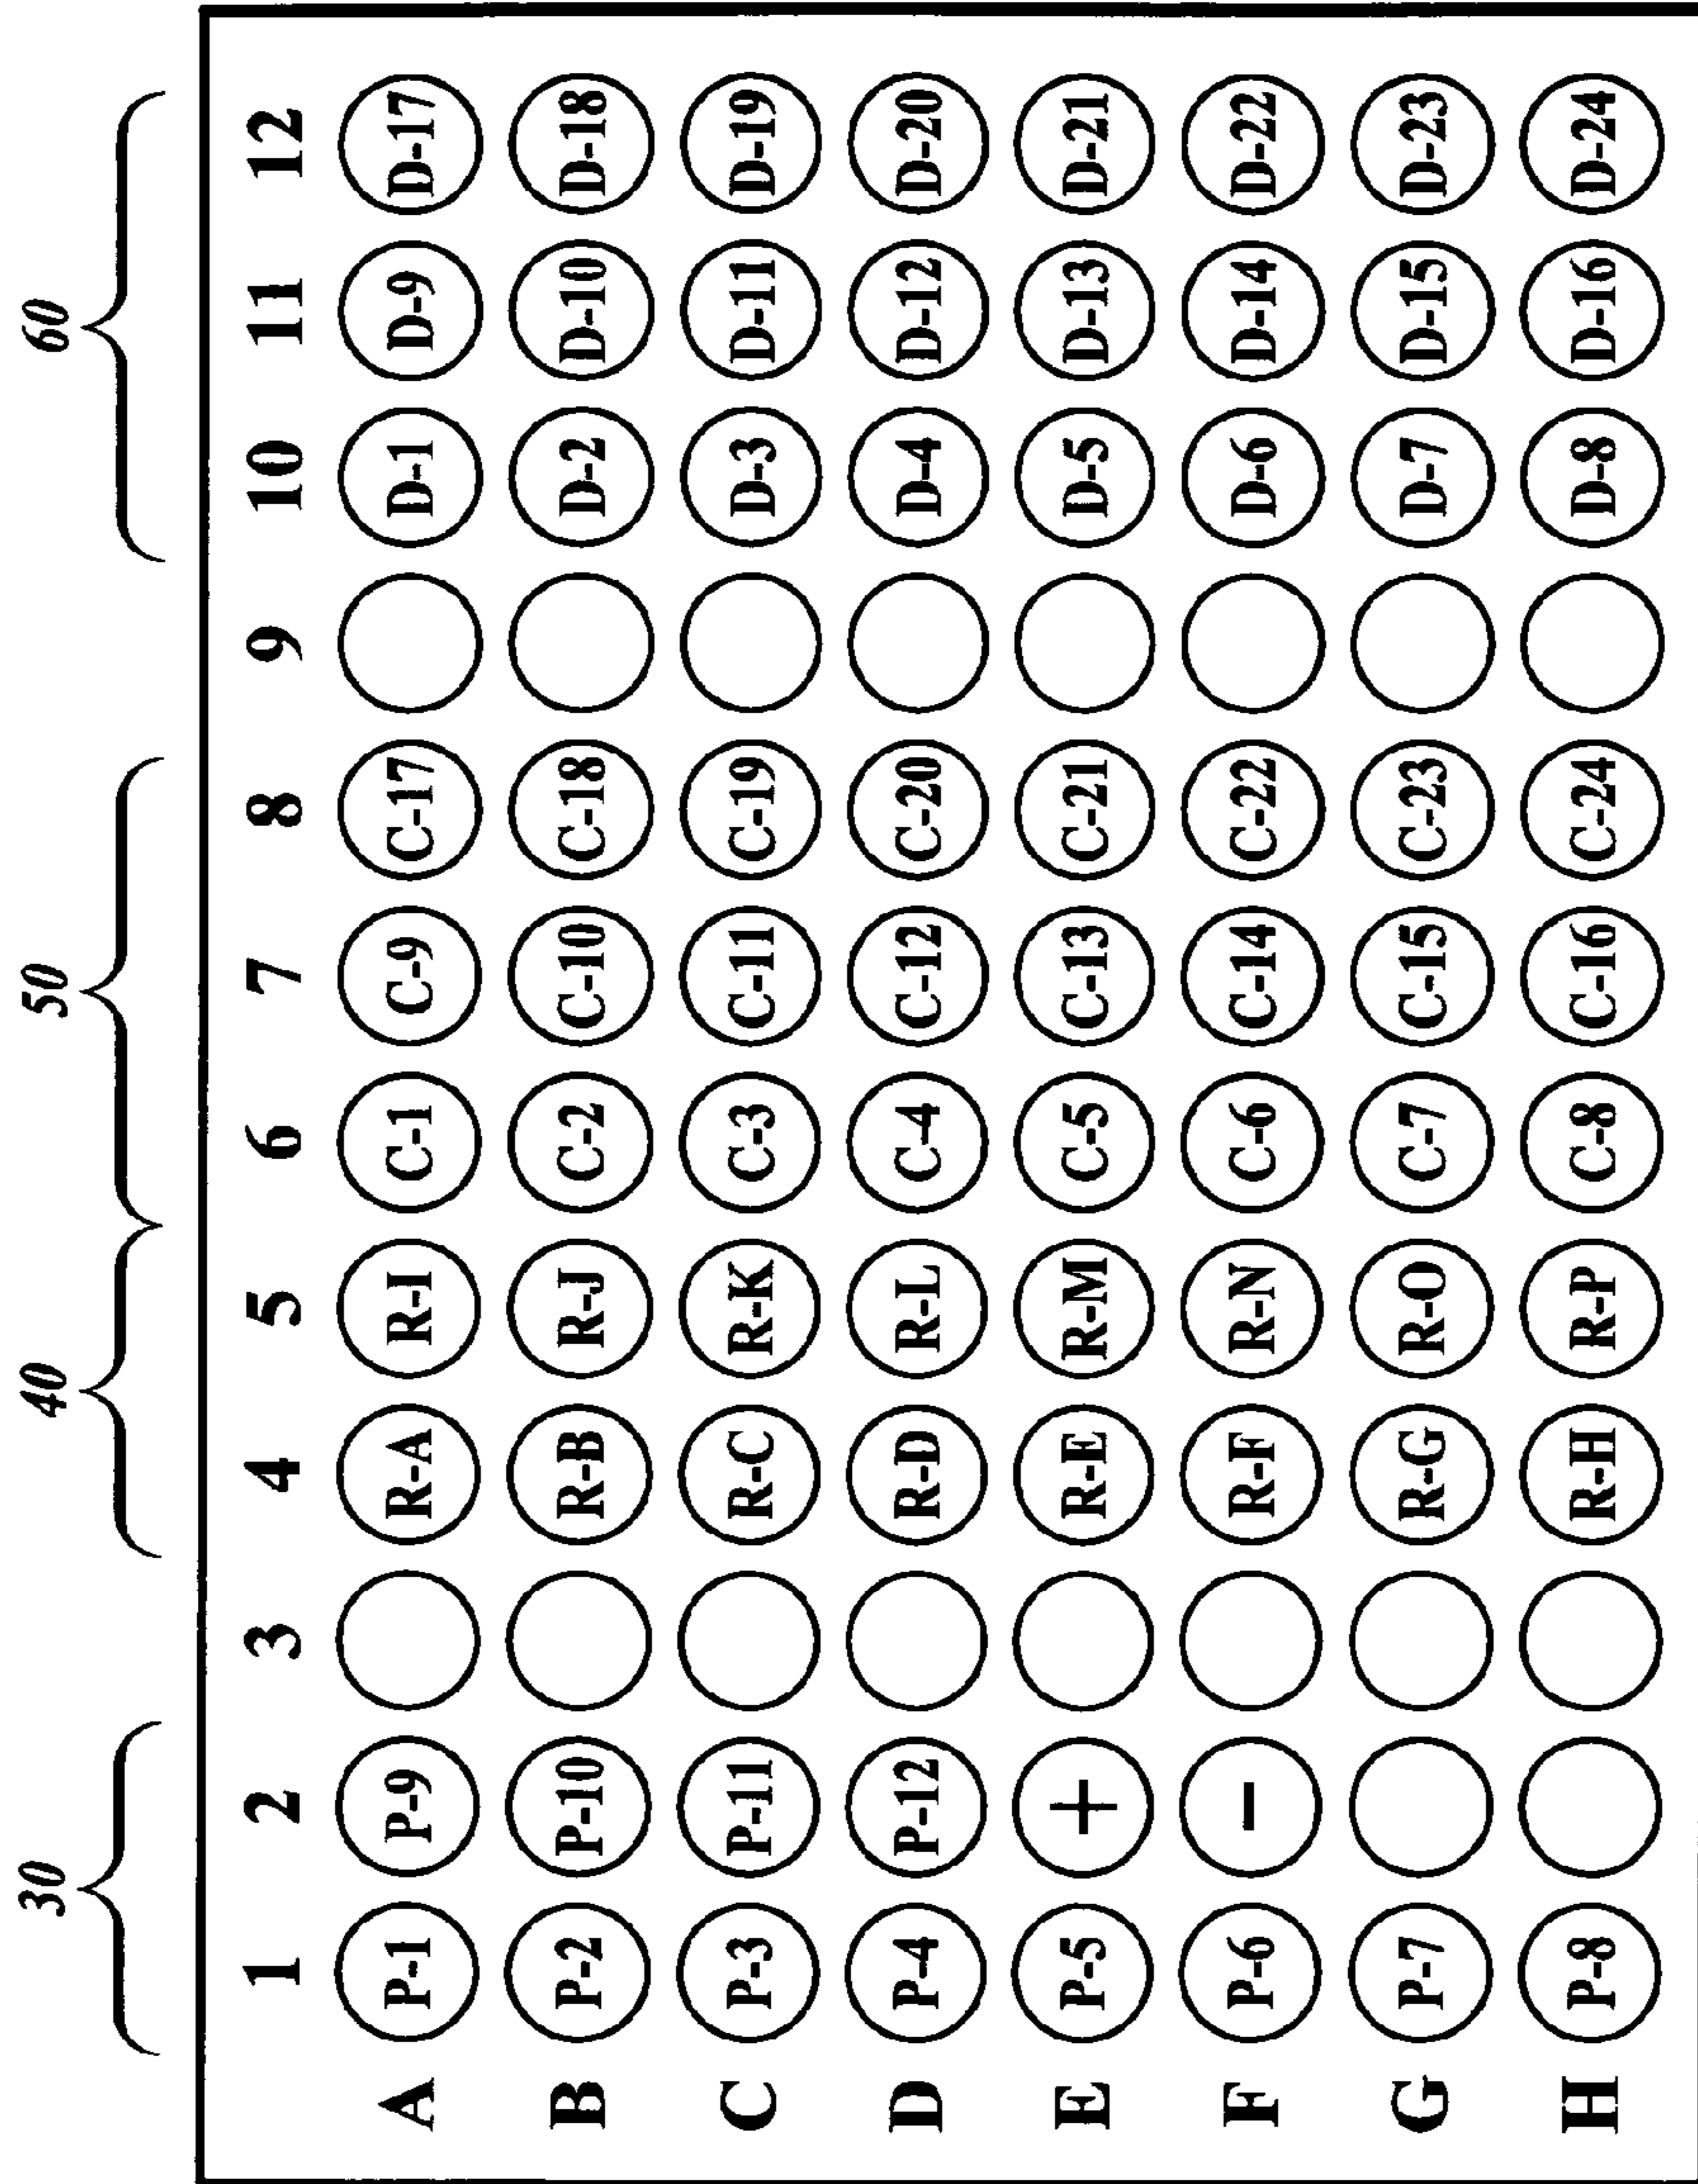 30 40 50 60
1 2 3 4 5 6 7 8 9 10 11 12
A P-1 P-9 R-A R-I C-1 C-9 C-17 D-1 D-9 D-17
B P-2 P-10 R-B R-J C-2 C-10 C-18 D-2 D-10 D-18
C P-3 P-11 R-C R-K C-3 C-11 C-19 D-3 D-11 D-19
D P-4 P-12 R-D R-L C-4 C-12 C-20 D-4 D-12 D-20
E P-5 + R-E R-M C-5 C-13 C-21 D-5 D-13 D-21
F P-6 − R-F R-N C-6 C-14 C-22 D-6 D-14 D-22
G P-7 R-G R-O C-7 C-15 C-23 D-7 D-15 D-23
H P-8 R-H R-P C-8 C-16 C-24 D-8 D-16 D-24